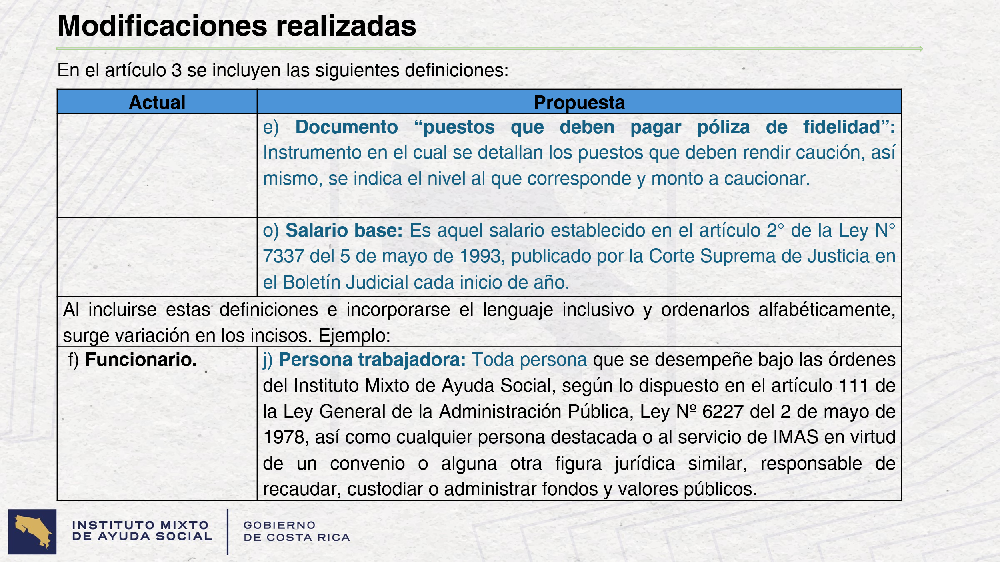 Modificaciones realizadas
En el artículo 3 se incluyen las siguientes definiciones:
Actual
Propuesta
e) Documento “puestos que deben pagar póliza de fidelidad”:
Instrumento en el cual se detallan los puestos que deben rendir caución, así
mismo, se indica el nivel al que corresponde y monto a caucionar.
o) Salario base: Es aquel salario establecido en el artículo 2° de la Ley N°
7337 del 5 de mayo de 1993, publicado por la Corte Suprema de Justicia en
el Boletín Judicial cada inicio de año.
Al incluirse estas definiciones e incorporarse el lenguaje inclusivo y ordenarlos alfabéticamente,
surge variación en los incisos. Ejemplo:
f) Funcionario.
j) Persona trabajadora: Toda persona que se desempeñe bajo las órdenes
del Instituto Mixto de Ayuda Social, según lo dispuesto en el artículo 111 de
la Ley General de la Administración Pública, Ley Nº 6227 del 2 de mayo de
1978, así como cualquier persona destacada o al servicio de IMAS en virtud
de un convenio o alguna otra figura jurídica similar, responsable de
recaudar, custodiar o administrar fondos y valores públicos.
INSTITUTO MIXTO
DE AYUDA SOCIAL
GOBIERNO
DE COSTA RICA